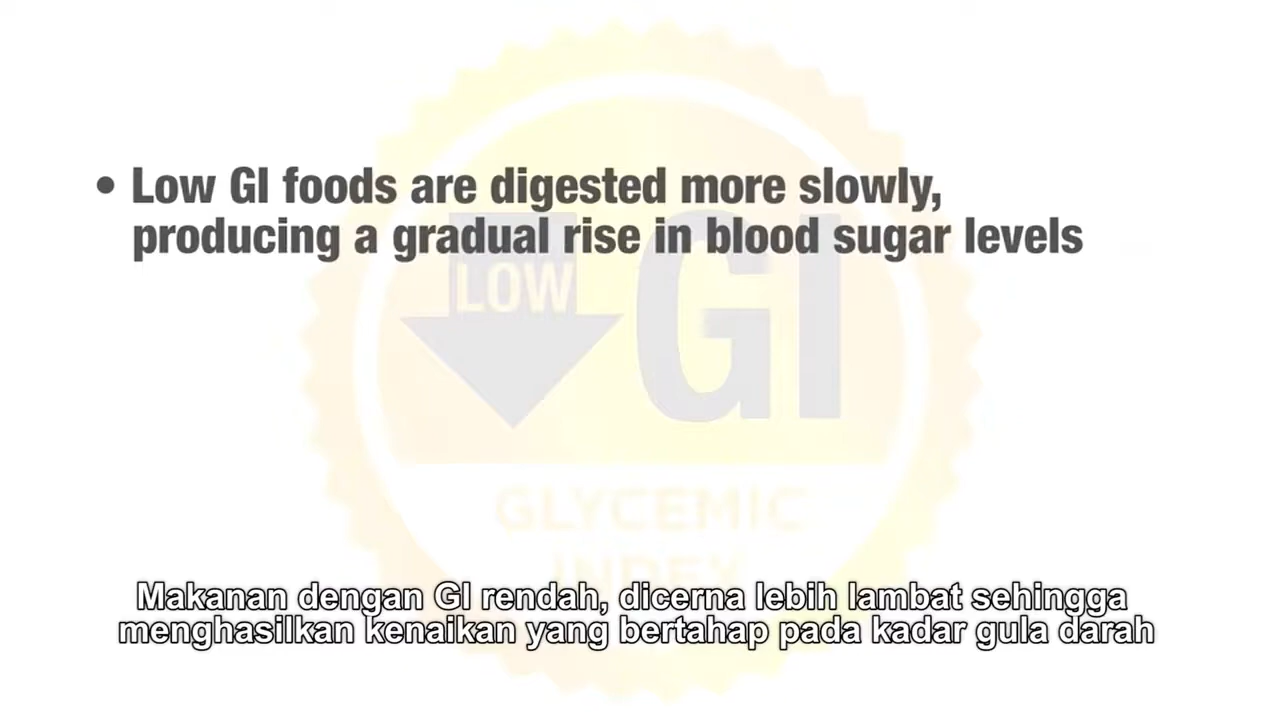 • Low GI foods are digested more slowly,
producing a gradual rise in blood sugar levels
LOW
GI
GLYCEMIC
INDEX
Makanan dengan GI rendah, dicerna lebih lambat sehingga
menghasilkan kenaikan yang bertahap pada kadar gula darah